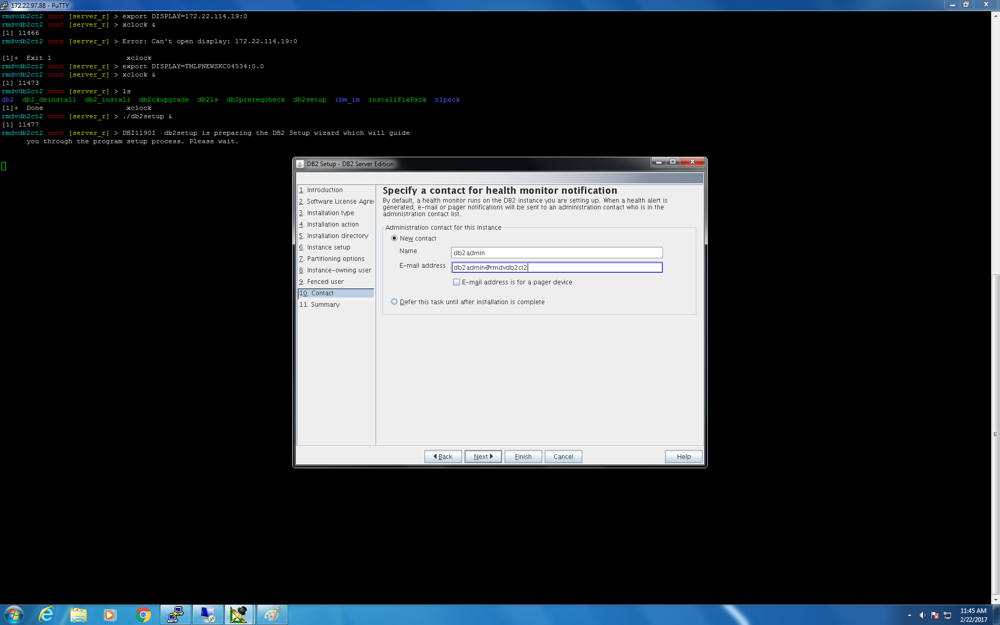 172.22.97.88 - PuTTY
rmdvdb2ct2 root [server_r] > export DISPLAY=172.22.114.19:0
rmdvdb2ct2 root [server_r] > xclock &
[1] 11466
rmdvdb2ct2 root [server_r] > Error: Can't open display: 172.22.114.19:0
[1]+  Exit 1                  xclock
rmdvdb2ct2 root [server_r] > export DISPLAY=TMLPNEWSKC04534:0.0
rmdvdb2ct2 root [server_r] > xclock &
[1] 11473
rmdvdb2ct2 root [server_r] > ls
db2  db2_deinstall  db2_install  db2ckupgrade  db2ls  db2prereqcheck  db2setup  ibm_im  installFixPack  nlpack
[1]+  Done                    xclock
rmdvdb2ct2 root [server_r] > ./db2setup &
[1] 11477
rmdvdb2ct2 root [server_r] > DBI1190I  db2setup is preparing the DB2 Setup wizard which will guide
you through the program setup process. Please wait.
DB2 Setup - DB2 Server Edition
1. Introduction
2. Software License Agre
3. Installation type
4. Installation action
5. Installation directory
6. Instance setup
7. Partitioning options
8. Instance-owning user
9. Fenced user
10. Contact
11. Summary
Specify a contact for health monitor notification
By default, a health monitor runs on the DB2 instance you are setting up. When a health alert is
generated, e-mail or pager notifications will be sent to an administration contact who is in the
administration contact list.
Administration contact for this instance
New contact
Name
db2admin
E-mail address
db2admin@rmdvdb2ct2
E-mail address is for a pager device
Defer this task until after installation is complete
Back
Next
Finish
Cancel
Help
11:45 AM
2/22/2017